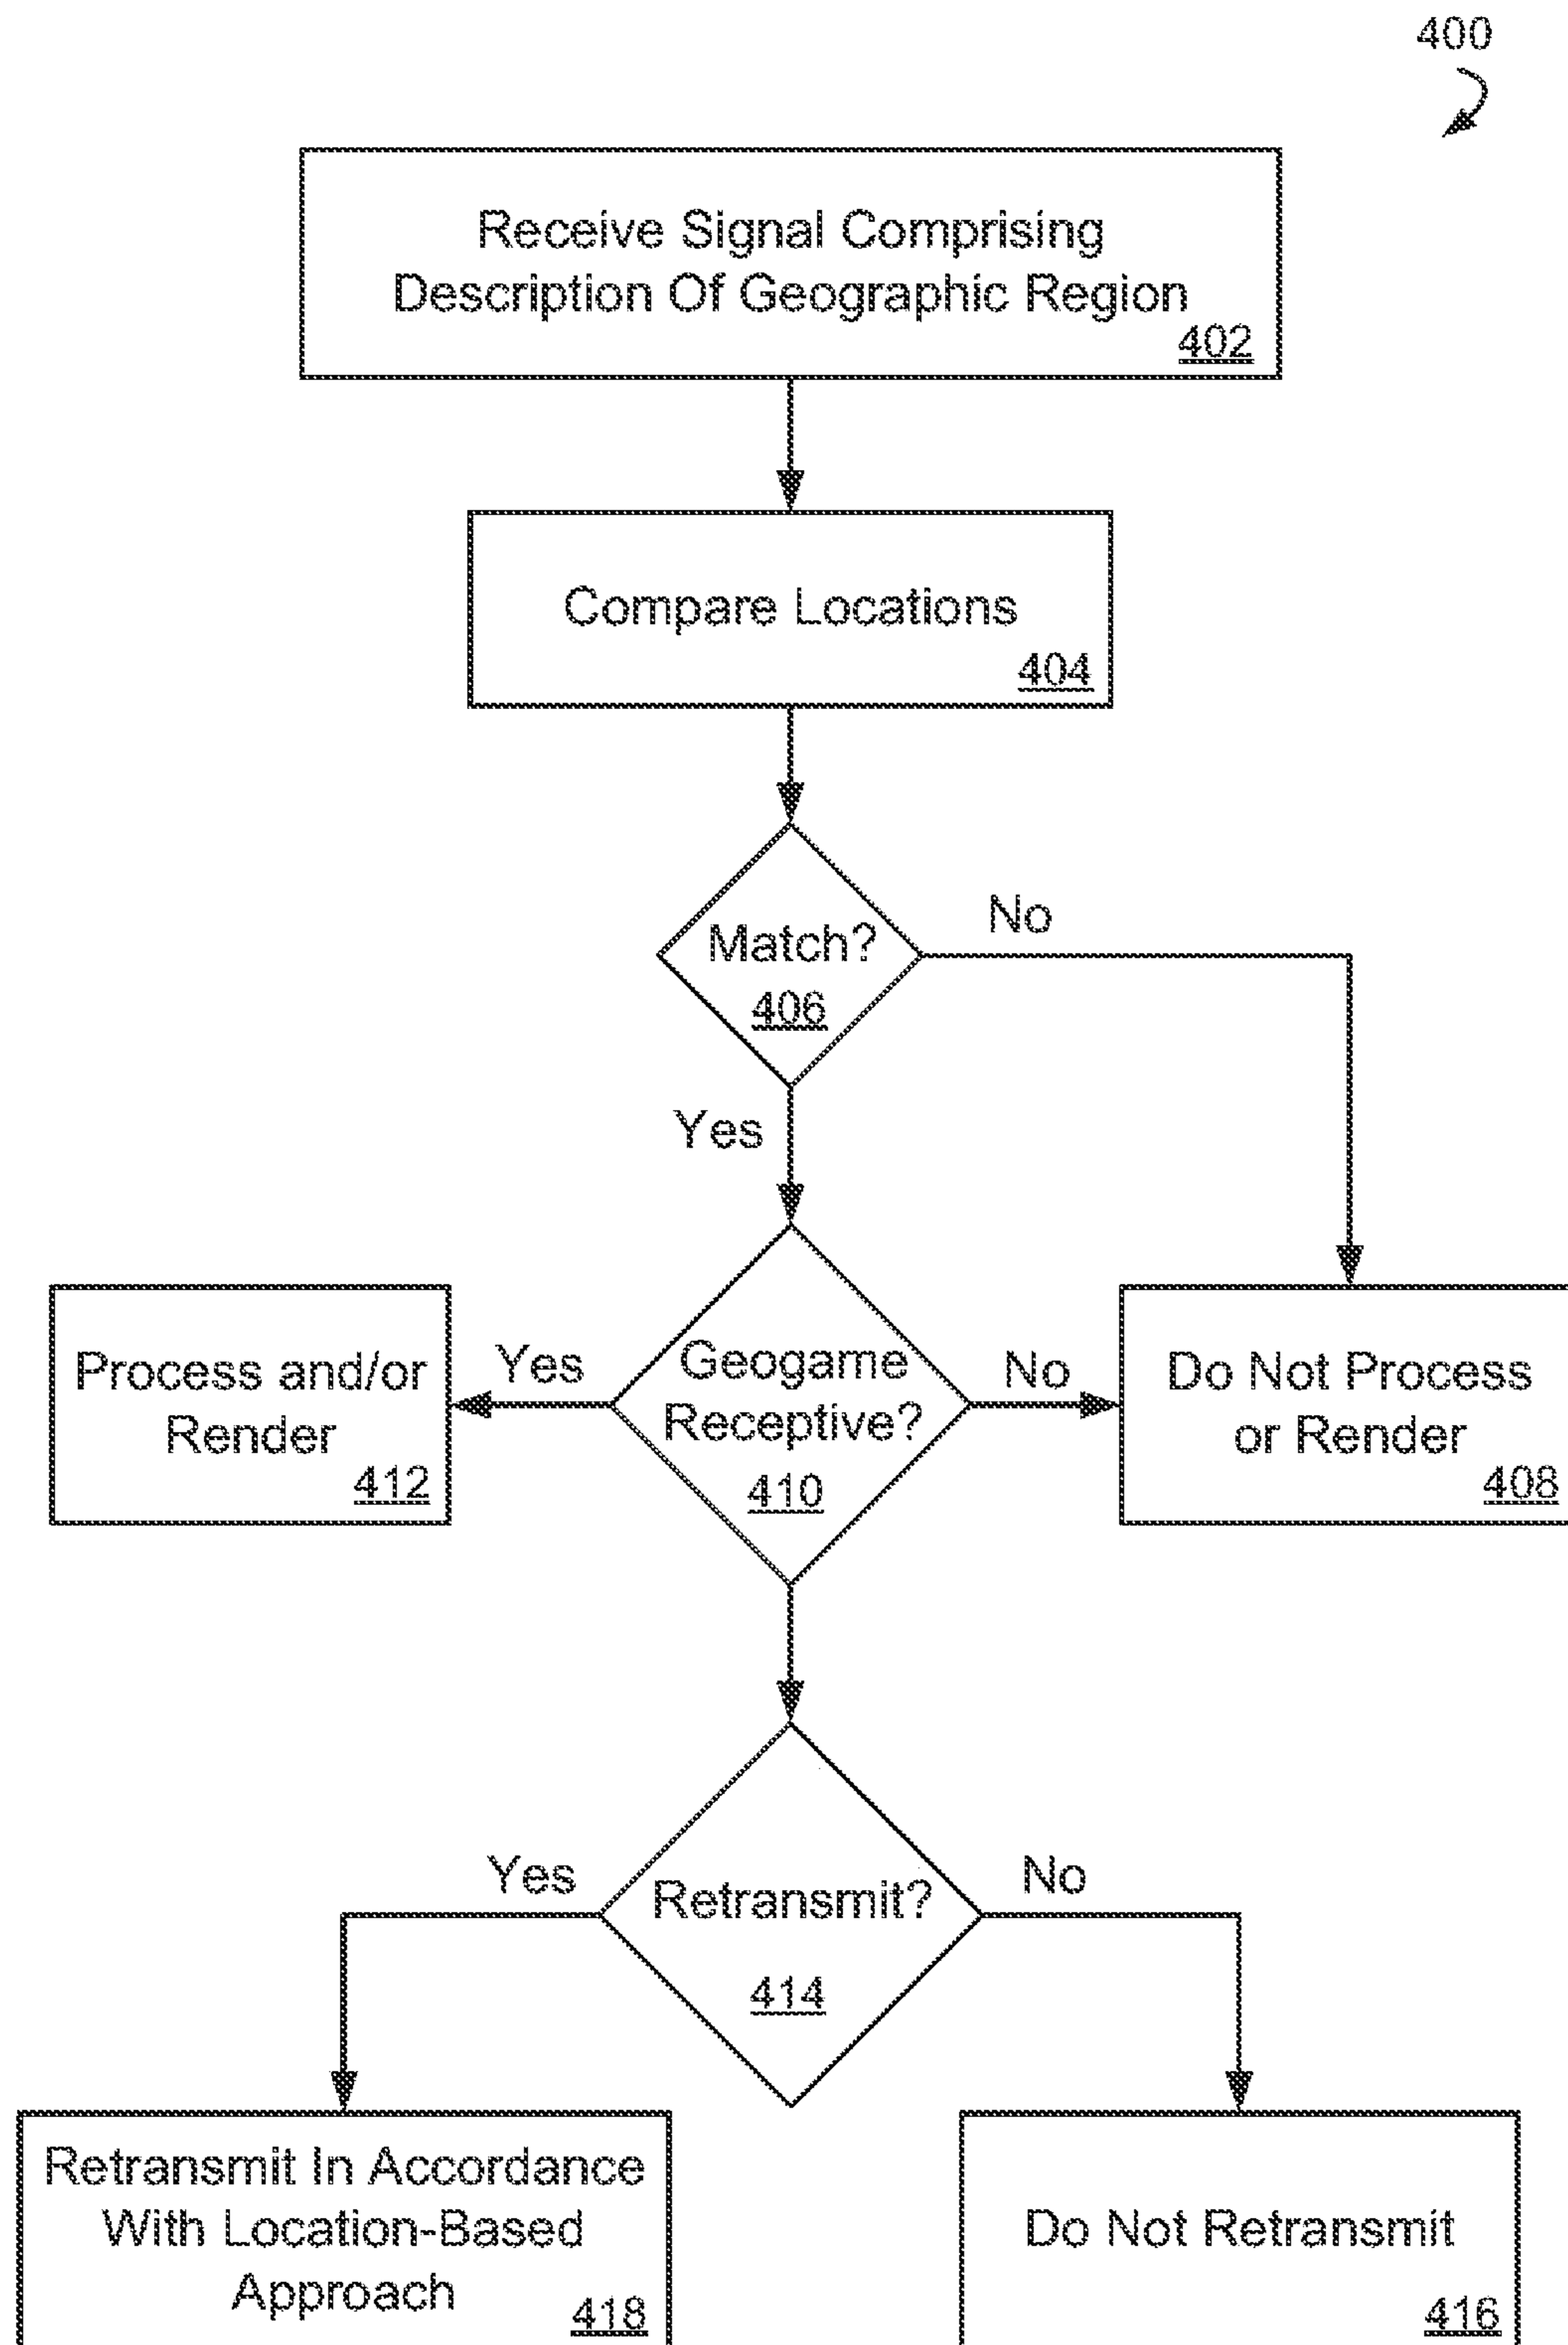 400
Receive Signal Comprising
Description Of Geographic Region
402
Compare Locations
404
Match?
406
No
Yes
Process and/or
Render
412
Yes
Geogame
Receptive?
410
No
Do Not Process
or Render
408
Yes
Retransmit?
414
No
Retransmit In Accordance
With Location-Based
Approach
418
Do Not Retransmit
416